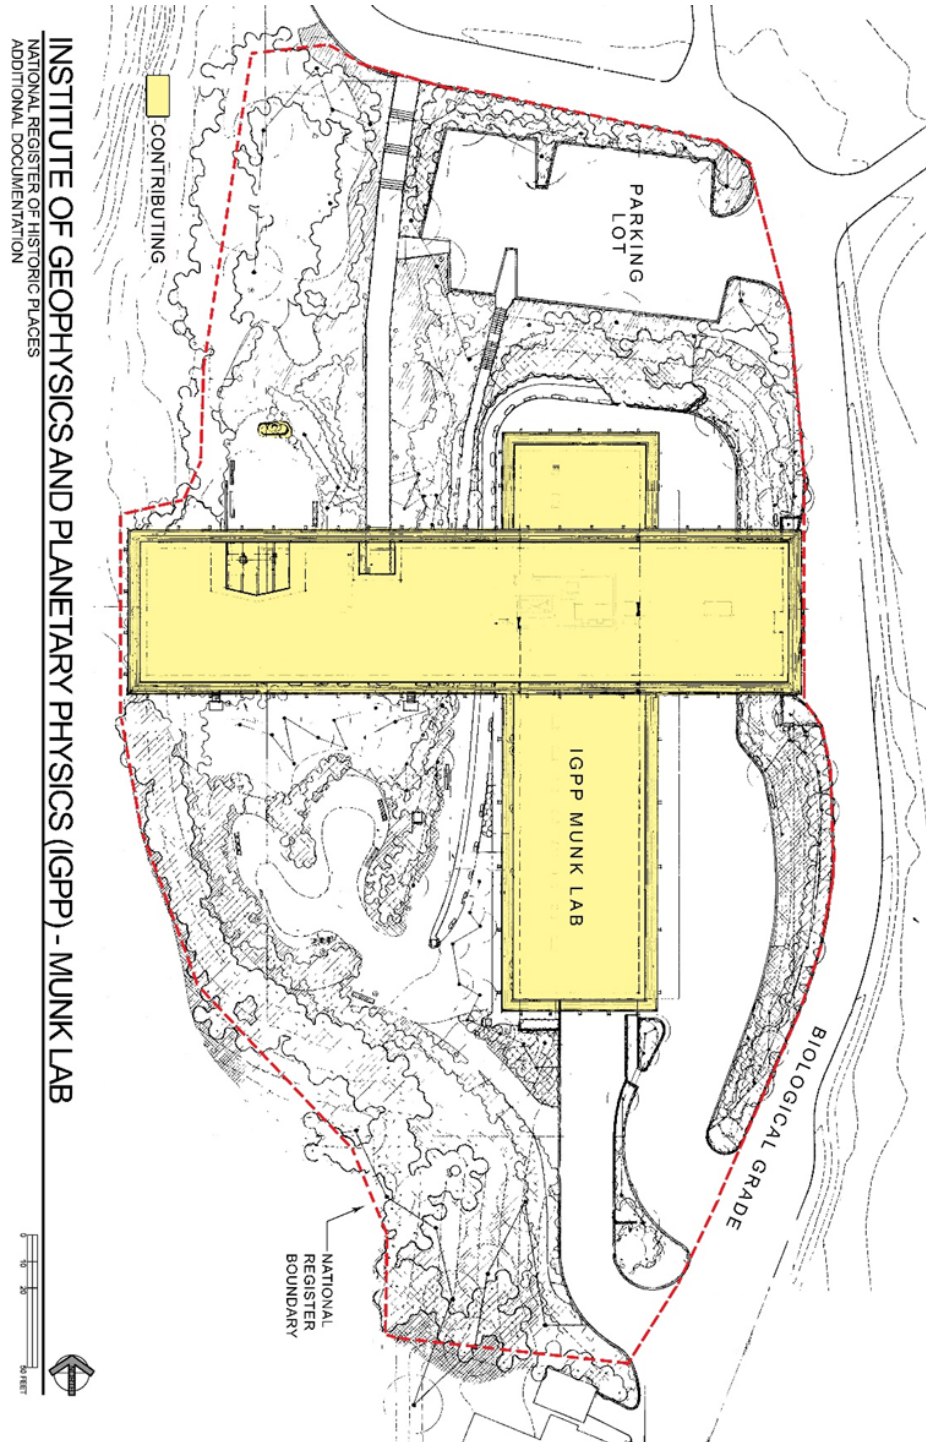 INSTITUTE OF GEOPHYSICS AND PLANETARY PHYSICS (IGPP) - MUNK LAB
NATIONAL REGISTER OF HISTORIC PLACES
ADDITIONAL DOCUMENTATION
CONTRIBUTING
PARKING
LOT
IGPP MUNK LAB
BIOLOGICAL GRADE
NATIONAL
REGISTER
BOUNDARY
0 10 20 50 FEET